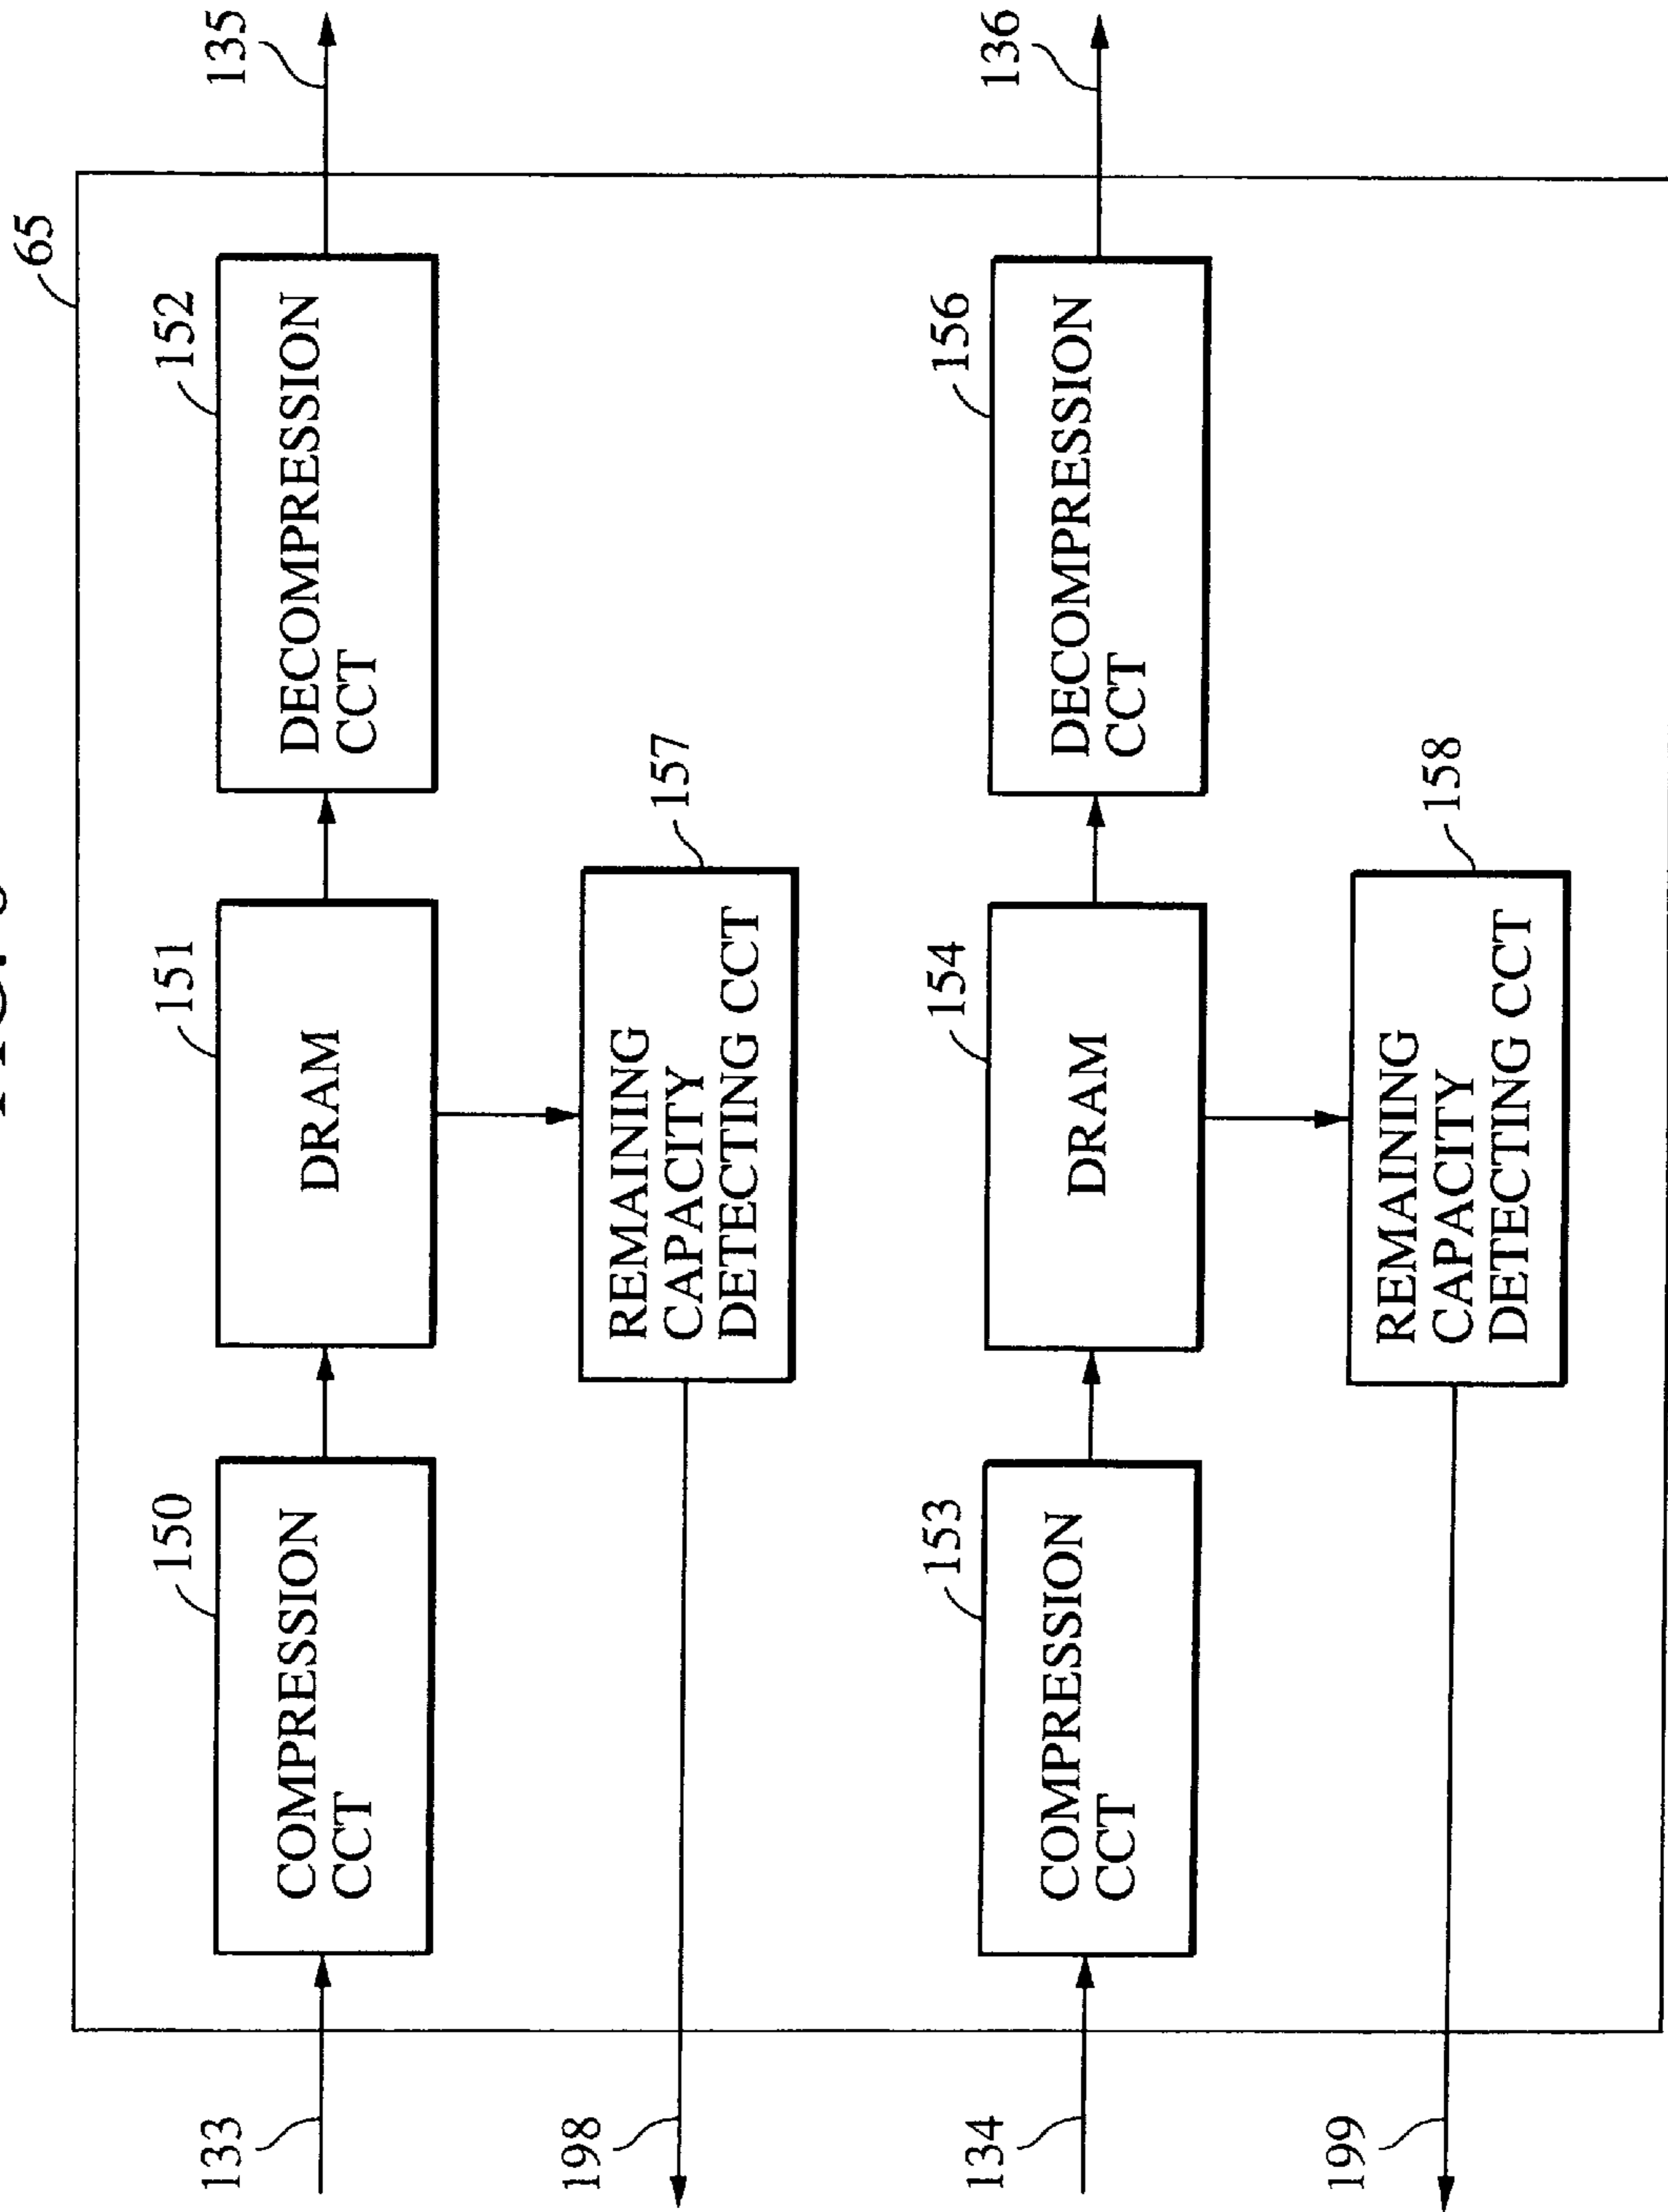 65
150
151
152
133
COMPRESSION
CCT
DRAM
DECOMPRESSION
CCT
135
157
198
REMAINING
CAPACITY
DETECTING CCT
153
154
156
134
COMPRESSION
CCT
DRAM
DECOMPRESSION
CCT
136
158
199
REMAINING
CAPACITY
DETECTING CCT